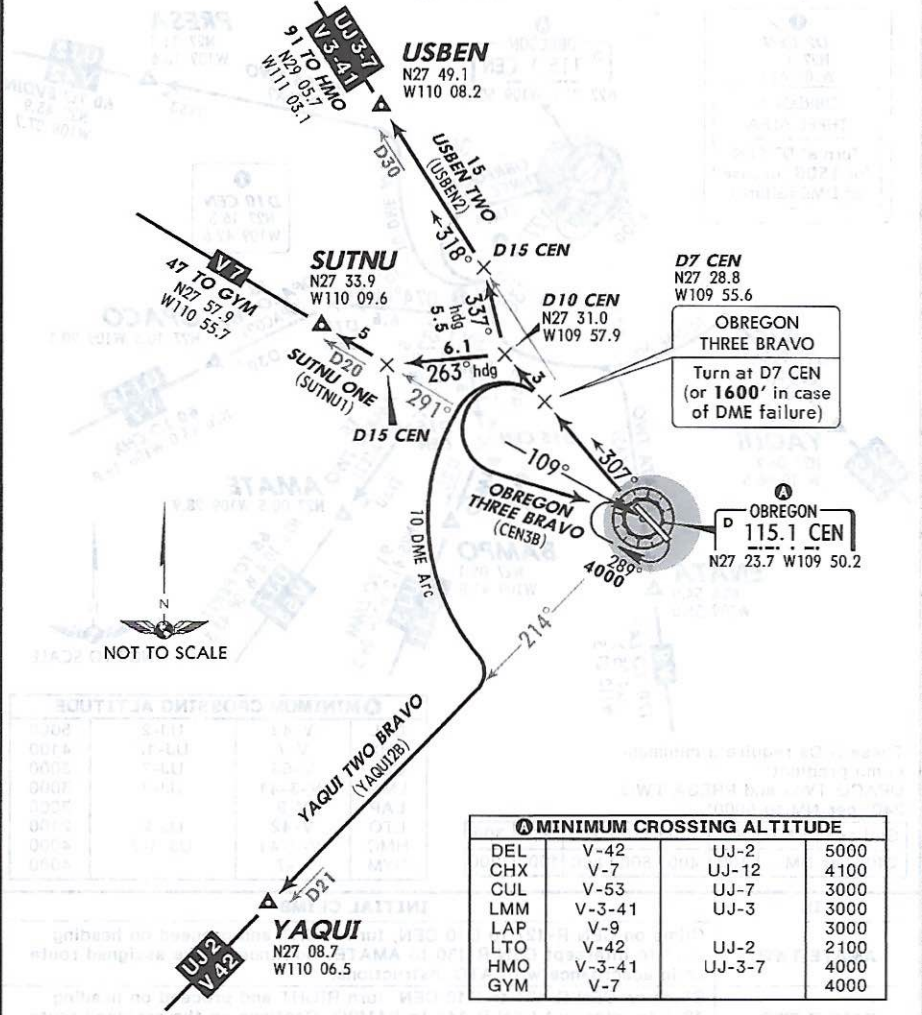 UJ3-7
V 3-41
91 TO HMO
N29 05.7
W111 03.1
USBEN
N27 49.1
W110 08.2
D30
15
USBEN TWO
(USBEN2)
318°
D15 CEN
V7
47 TO GYM
N27 57.9
W110 55.7
SUTNU
N27 33.9
W110 09.6
337°
hdg
5.5
D10 CEN
N27 31.0
W109 57.9
D7 CEN
N27 28.8
W109 55.6
OBREGON
THREE BRAVO
Turn at D7 CEN
(or 1600' in case
of DME failure)
5
D20
SUTNU ONE
(SUTNU1)
6.1
263° hdg
3
291°
D15 CEN
307°
109°
OBREGON
THREE BRAVO
(CEN3B)
A
OBREGON
D 115.1 CEN
N27 23.7 W109 50.2
289°
4000
10 DME Arc
214°
N
NOT TO SCALE
YAQUI TWO BRAVO
(YAQUI2B)
D21
YAQUI
N27 08.7
W110 06.5
UJ2
V 42
A MINIMUM CROSSING ALTITUDE
DEL V-42 UJ-2 5000
CHX V-7 UJ-12 4100
CUL V-53 UJ-7 3000
LMM V-3-41 UJ-3 3000
LAP V-9 3000
LTO V-42 UJ-2 2100
HMO V-3-41 UJ-3-7 4000
GYM V-7 4000